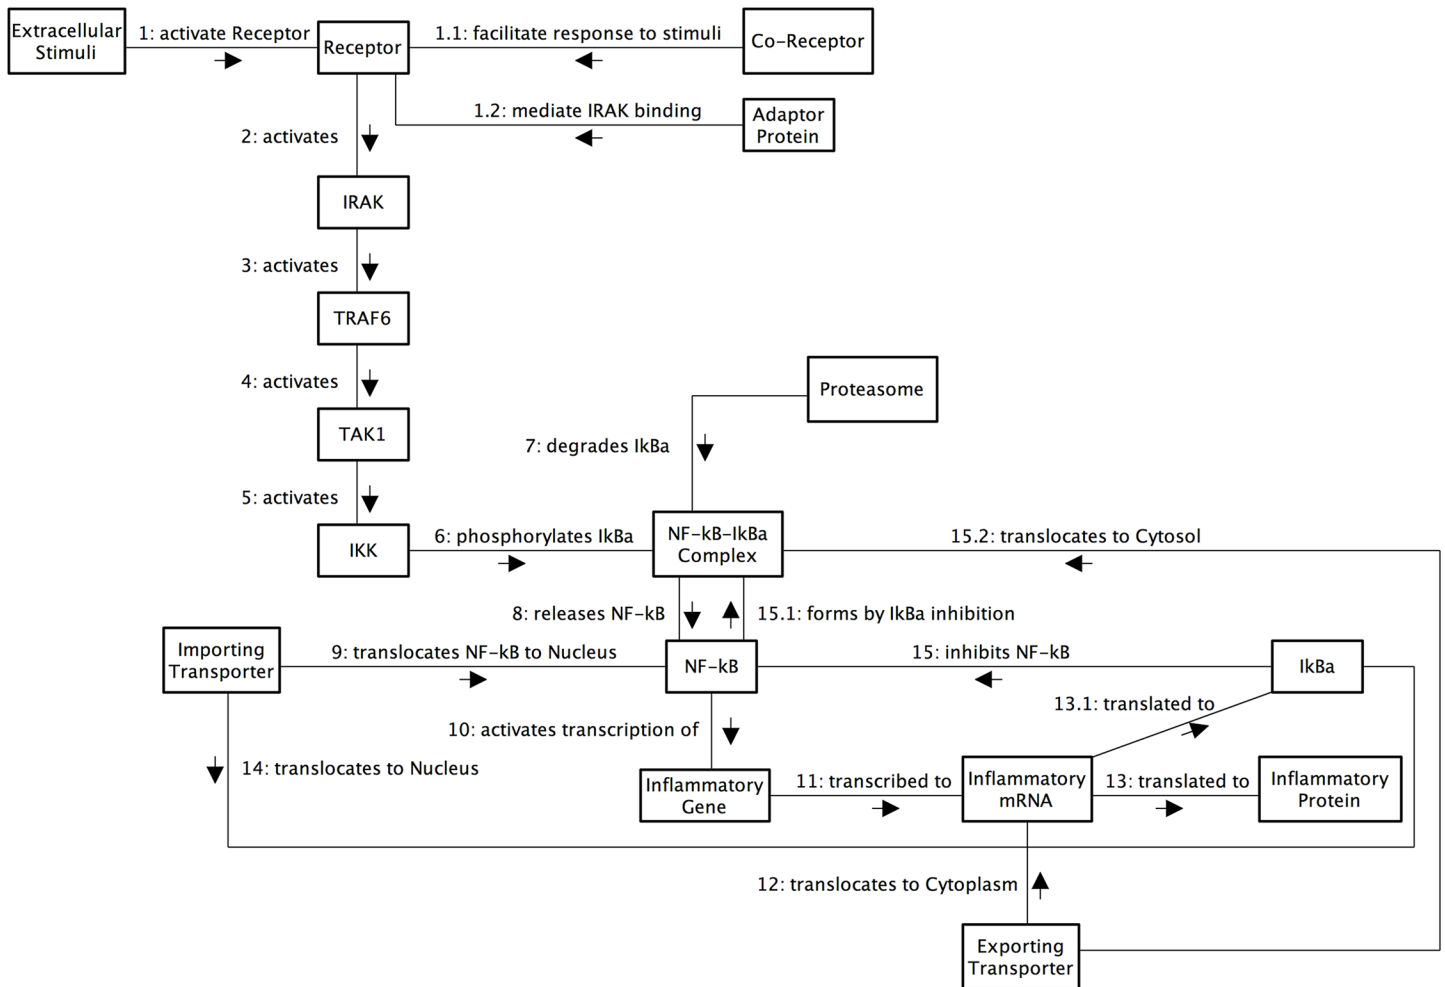 Extracellular
Stimuli
1: activate Receptor
Receptor
1.1: facilitate response to stimuli
Co-Receptor
1.2: mediate IRAK binding
Adaptor
Protein
2: activates
IRAK
3: activates
TRAF6
4: activates
TAK1
Proteasome
7: degrades IkBa
5: activates
IKK
6: phosphorylates IkBa
NF-kB-IkBa
Complex
15.2: translocates to Cytosol
8: releases NF-kB
15.1: forms by IkBa inhibition
Importing
Transporter
9: translocates NF-kB to Nucleus
NF-kB
15: inhibits NF-kB
IkBa
13.1: translated to
10: activates transcription of
14: translocates to Nucleus
Inflammatory
Gene
11: transcribed to
Inflammatory
mRNA
13: translated to
Inflammatory
Protein
12: translocates to Cytoplasm
Exporting
Transporter